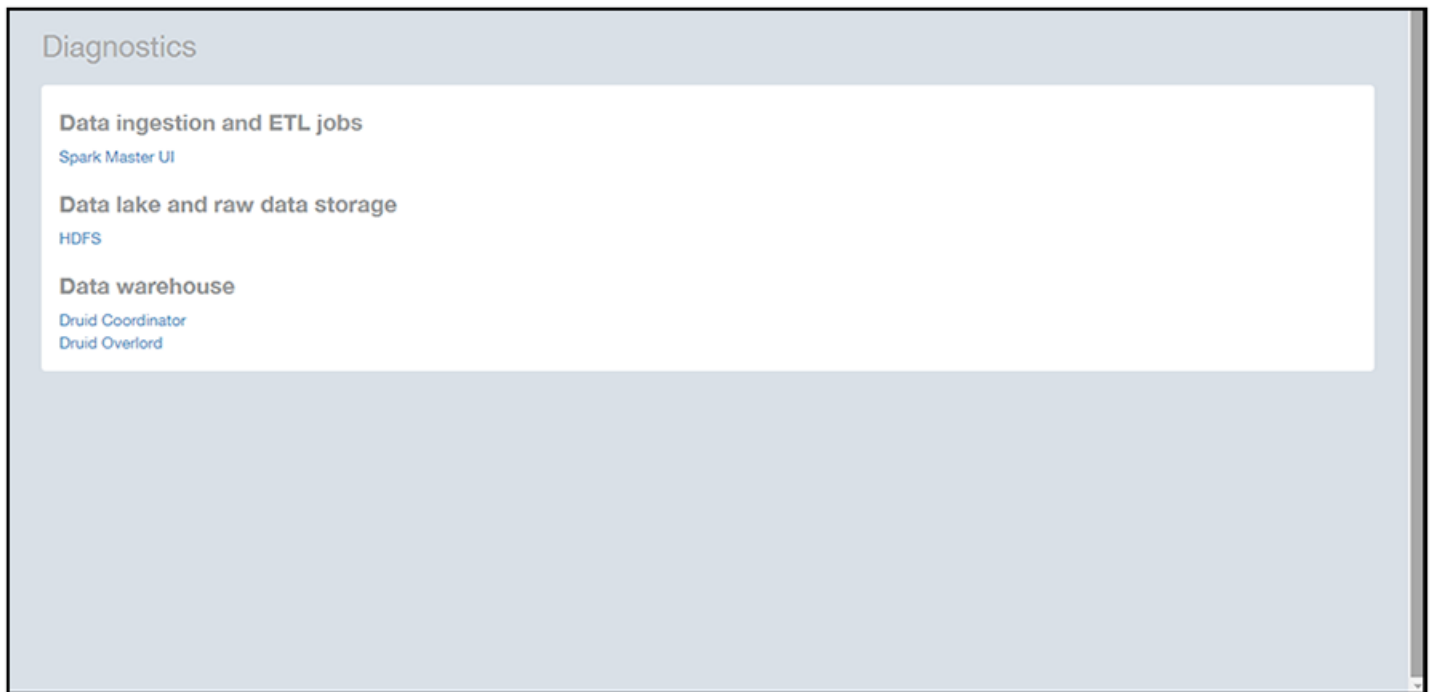 Diagnostics
Data ingestion and ETL jobs
Spark Master UI
Data lake and raw data storage
HDFS
Data warehouse
Druid Coordinator
Druid Overlord